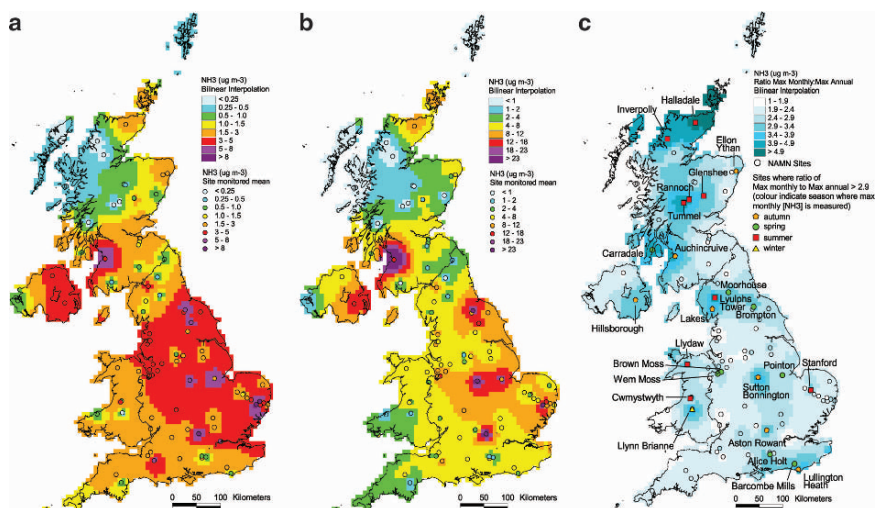 a
NH3 (ug m-3)
Bilinear Interpolation
< 0.25
0.25 - 0.5
0.5 - 1.0
1.0 - 1.5
1.5 - 3
3 - 5
5 - 8
> 8
NH3 (ug m-3)
Site monitored mean
< 0.25
0.25 - 0.5
0.5 - 1.0
1.0 - 1.5
1.5 - 3
3 - 5
5 - 8
> 8
0 50 100 Kilometers
b
NH3 (ug m-3)
Bilinear Interpolation
< 1
1 - 2
2 - 4
4 - 8
8 - 12
12 - 18
18 - 23
> 23
NH3 (ug m-3)
Site monitored mean
< 1
1 - 2
2 - 4
4 - 8
8 - 12
12 - 18
18 - 23
> 23
0 50 100 Kilometers
c
NH3 (ug m-3)
Ratio Max Monthly:Max Annual
Bilinear Interpolation
1 - 1.9
1.9 - 2.4
2.4 - 2.9
2.9 - 3.4
3.4 - 3.9
3.9 - 4.9
> 4.9
NAMN Sites
Sites where ratio of
Max monthly to Max annual > 2.9
(colour indicate season where max
monthly [NH3] is measured)
autumn
spring
summer
winter
Halladale
Inverpolly
Ellon
Ythan
Glenshee
Rannoch
Tummel
Auchincruive
Carradale
Moorhouse
Lyulphs
Tower
Lakes
Brompton
Hillsborough
Llydaw
Brown Moss
Pointon
Stanford
Wem Moss
Sutton
Bonnington
Cwmystwyth
Llynn Brianne
Aston Rowant
Alice Holt
Barcombe Mills
Lullington
Heath
0 50 100 Kilometers